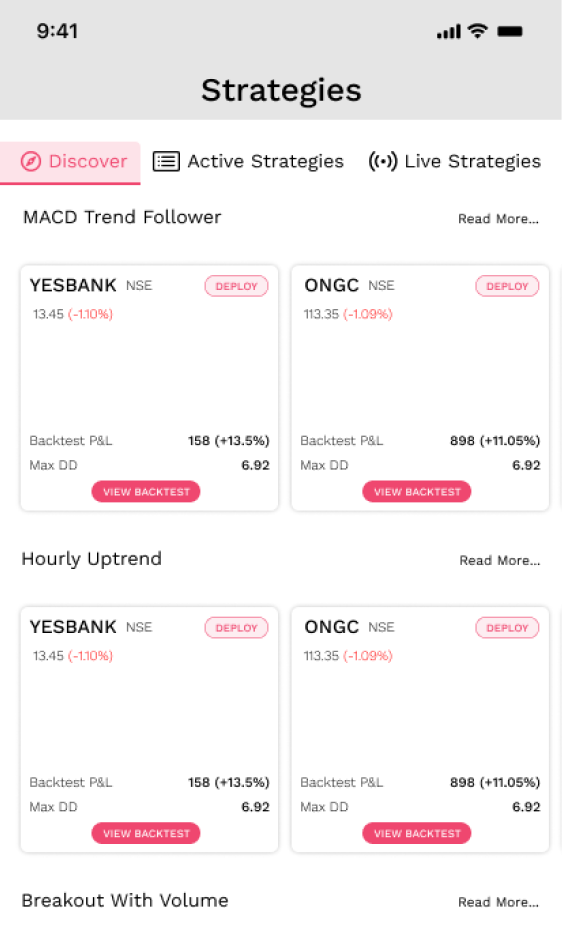 9:41
Strategies
Discover Active Strategies Live Strategies
MACD Trend Follower Read More...
YESBANK NSE DEPLOY ONGC NSE DEPLOY
13.45 (-1.10%) 113.35 (-1.09%)
Backtest P&L 158 (+13.5%) Backtest P&L 898 (+11.05%)
Max DD 6.92 Max DD 6.92
VIEW BACKTEST VIEW BACKTEST
Hourly Uptrend Read More...
YESBANK NSE DEPLOY ONGC NSE DEPLOY
13.45 (-1.10%) 113.35 (-1.09%)
Backtest P&L 158 (+13.5%) Backtest P&L 898 (+11.05%)
Max DD 6.92 Max DD 6.92
VIEW BACKTEST VIEW BACKTEST
Breakout With Volume Read More...